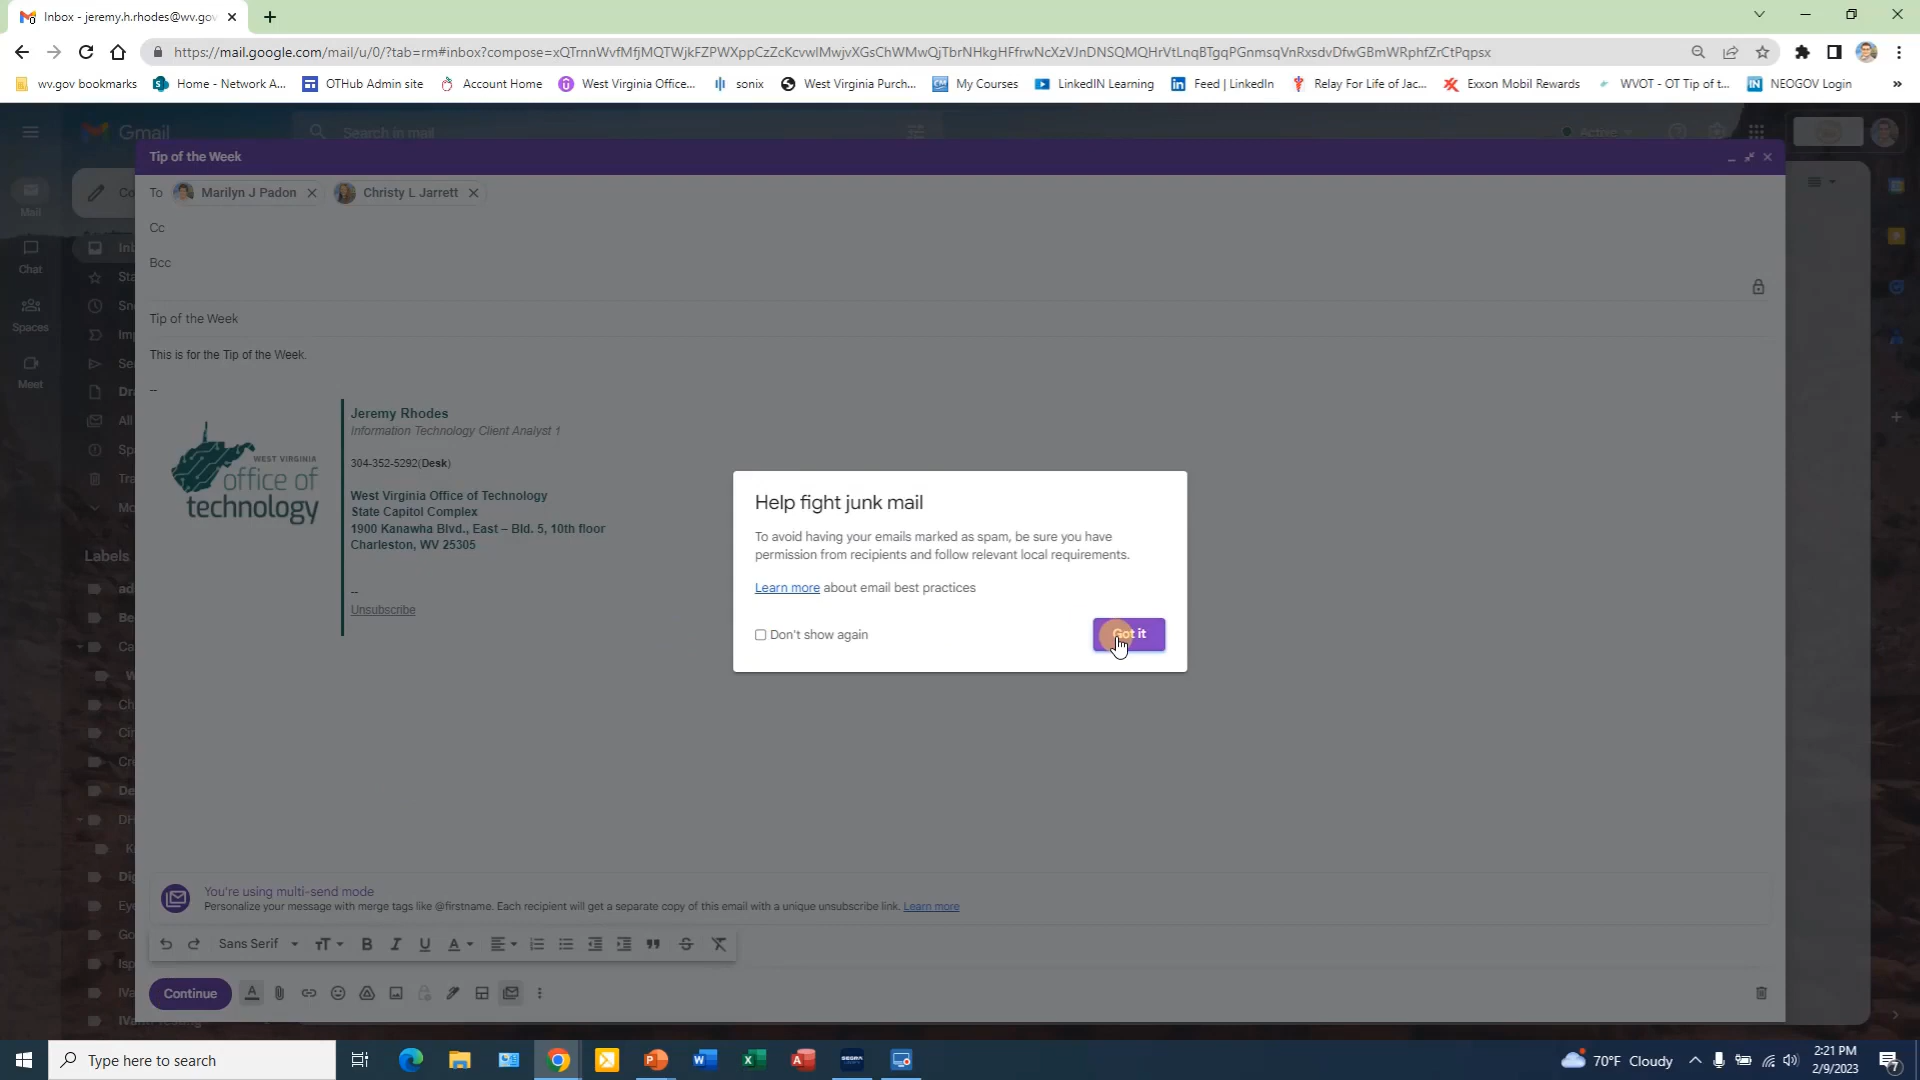 Inbox - jeremy.h.rhodes@wv.gov
https://mail.google.com/mail/u/0/?tab=rm#inbox?compose=xQTrnnWvfMfjMQTWjkFZPWXppCzZcKcvwlMwjvXGsChWMwQjTbrNHkgHFfrwNcXzVJnDNSQMQHrVtLnqBTgqPGnmsqVnRxsdvDfwGBmWRphfZrCtPqpsx
wv.gov bookmarks Home - Network A... OTHub Admin site Account Home West Virginia Office... sonix West Virginia Purch... My Courses LinkedIN Learning Feed | LinkedIn Relay For Life of Jac... Exxon Mobil Rewards WVOT - OT Tip of t... NEOGOV Login »
Gmail Search in mail Active
Tip of the Week
To Marilyn J Padon Christy L Jarrett
Mail
Cc
Chat
Bcc
Spaces
Tip of the Week
Meet
This is for the Tip of the Week.
--
Jeremy Rhodes
Information Technology Client Analyst 1
304-352-5292(Desk)
WEST VIRGINIA
office of
technology
West Virginia Office of Technology
State Capitol Complex
1900 Kanawha Blvd., East – Bld. 5, 10th floor
Charleston, WV 25305
--
Unsubscribe
Labels
Help fight junk mail
To avoid having your emails marked as spam, be sure you have
permission from recipients and follow relevant local requirements.
Learn more about email best practices
Don't show again Got it
You're using multi-send mode
Personalize your message with merge tags like @firstname. Each recipient will get a separate copy of this email with a unique unsubscribe link. Learn more
Sans Serif
Continue
Type here to search
70°F Cloudy
2:21 PM
2/9/2023
7